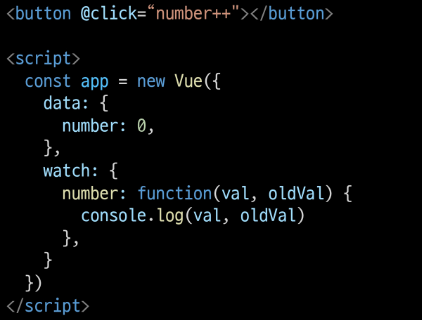 <button @click=“number++"></button>

<script>
  const app = new Vue({
    data: {
      number: 0,
    },
    watch: {
      number: function(val, oldVal) {
        console.log(val, oldVal)
      },
    }
  })
</script>